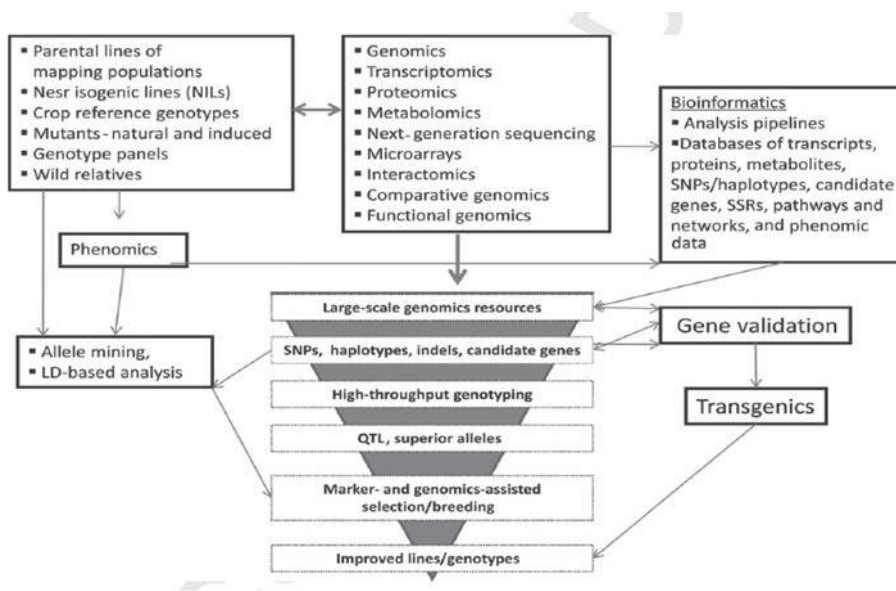 ▪ Parental lines of
mapping populations
▪ Nesr isogenic lines (NILs)
▪ Crop reference genotypes
▪ Mutants-natural and induced
▪ Genotype panels
▪ Wild relatives
▪ Genomics
▪ Transcriptomics
▪ Proteomics
▪ Metabolomics
▪ Next-generation sequencing
▪ Microarrays
▪ Interactomics
▪ Comparative genomics
▪ Functional genomics
Bioinformatics
▪ Analysis pipelines
▪Databases of transcripts,
proteins, metabolites,
SNPs/haplotypes, candidate
genes, SSRs, pathways and
networks, and phenomic
data
Phenomics
▪ Allele mining,
▪ LD-based analysis
Large-scale genomics resources
SNPs, haplotypes, indels, candidate genes
High-throughput genotyping
QTL, superior alleles
Marker- and genomics-assisted
selection/breeding
Improved lines/genotypes
Gene validation
Transgenics